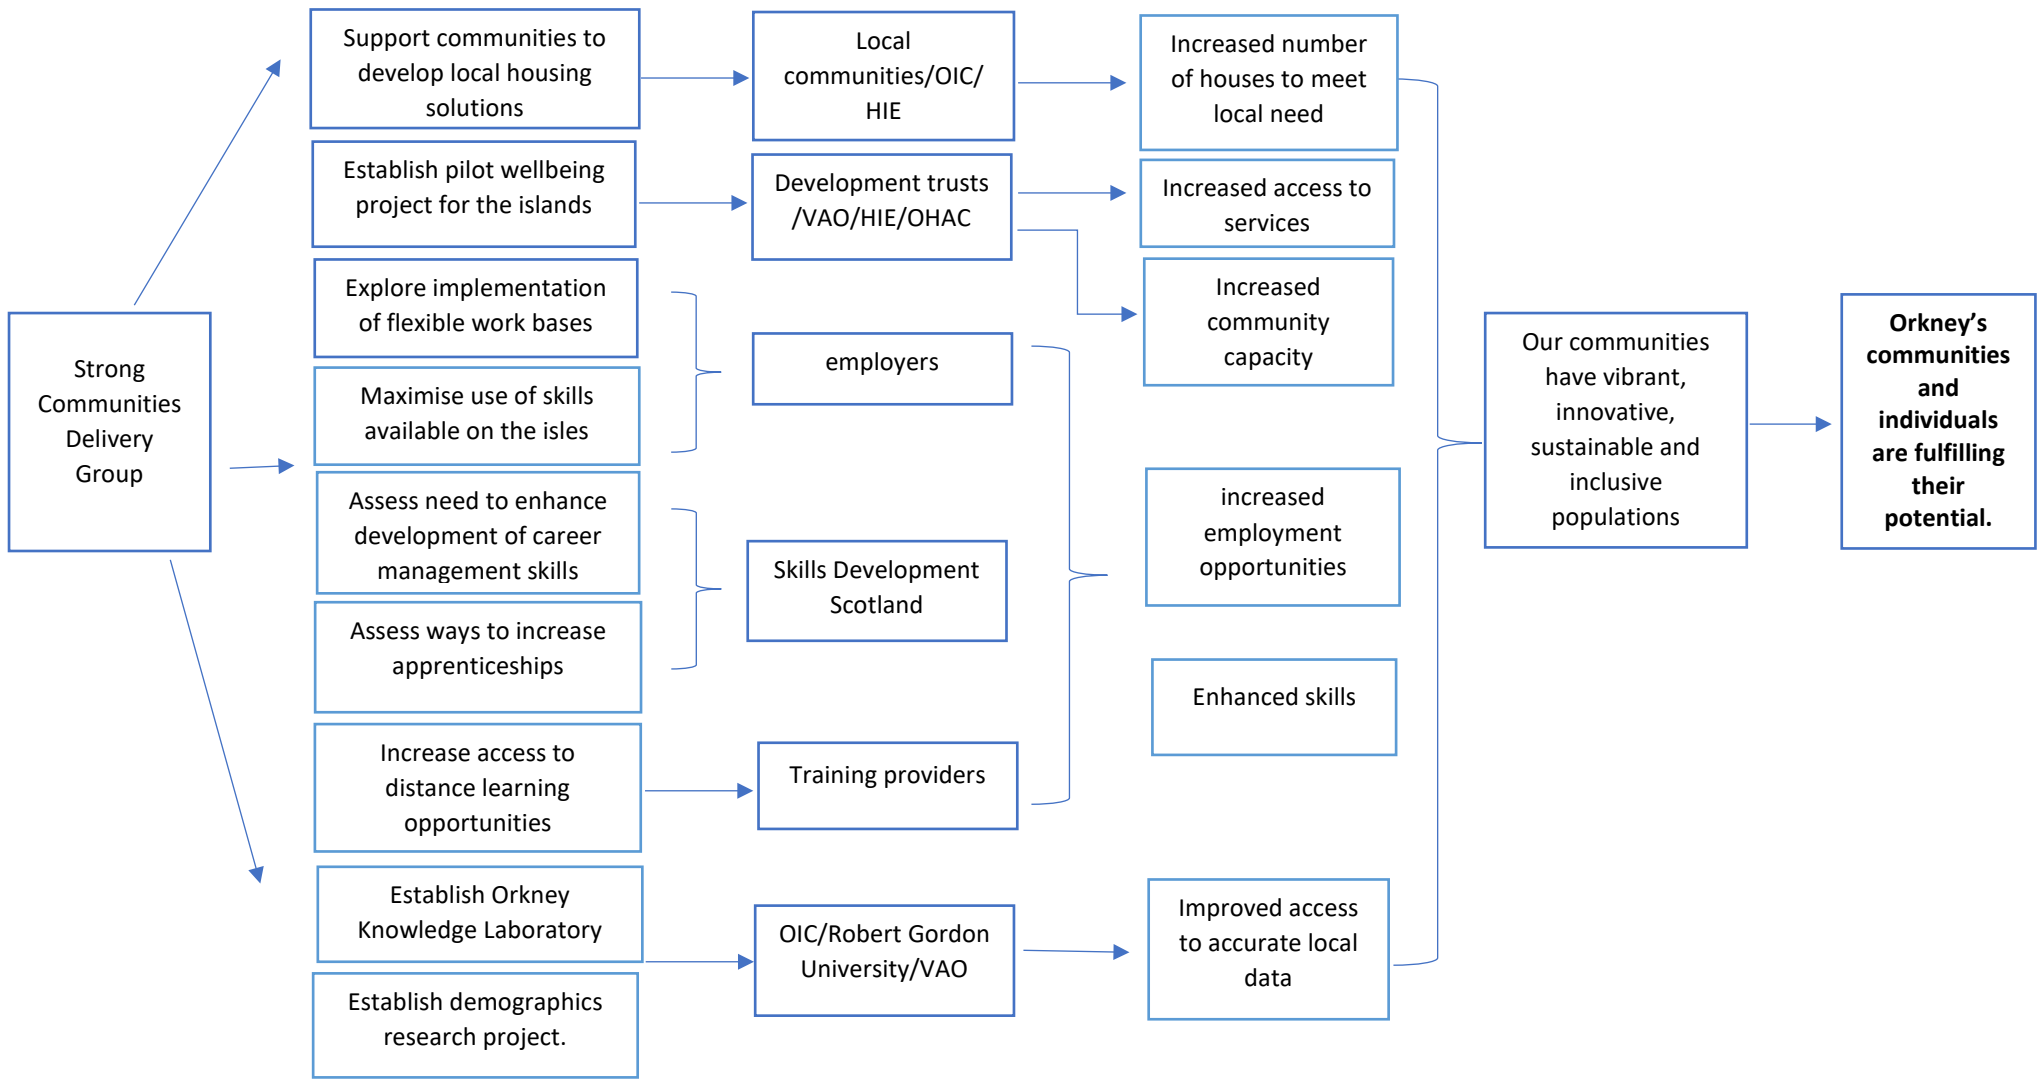 Strong
Communities
Delivery
Group
Support communities to
develop local housing
solutions
Establish pilot wellbeing
project for the islands
Explore implementation
of flexible work bases
Maximise use of skills
available on the isles
Assess need to enhance
development of career
management skills
Assess ways to increase
apprenticeships
Increase access to
distance learning
opportunities
Establish Orkney
Knowledge Laboratory
Establish demographics
research project.
Local
communities/OIC/
HIE
Development trusts
/VAO/HIE/OHAC
employers
Skills Development
Scotland
Training providers
OIC/Robert Gordon
University/VAO
Increased number
of houses to meet
local need
Increased access to
services
Increased
community
capacity
increased
employment
opportunities
Enhanced skills
Improved access
to accurate local
data
Our communities
have vibrant,
innovative,
sustainable and
inclusive
populations
Orkney’s
communities
and
individuals
are fulfilling
their
potential.